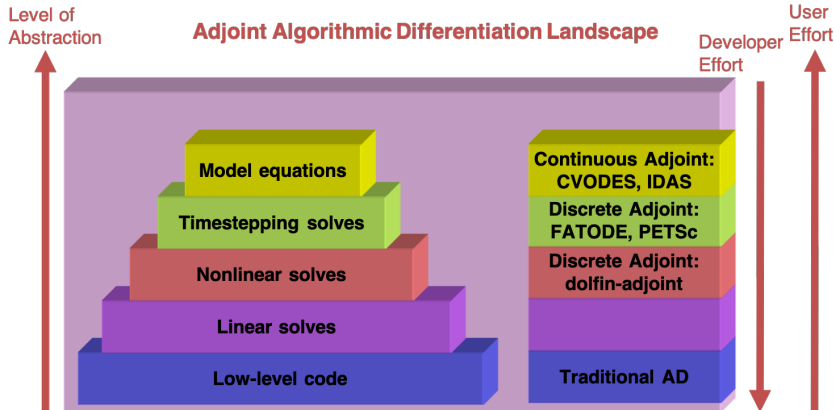 Level of
Abstraction
Adjoint Algorithmic Differentiation Landscape
Developer
Effort
User
Effort
Model equations
Timestepping solves
Nonlinear solves
Linear solves
Low-level code
Continuous Adjoint:
CVODES, IDAS
Discrete Adjoint:
FATODE, PETSc
Discrete Adjoint:
dolfin-adjoint
Traditional AD